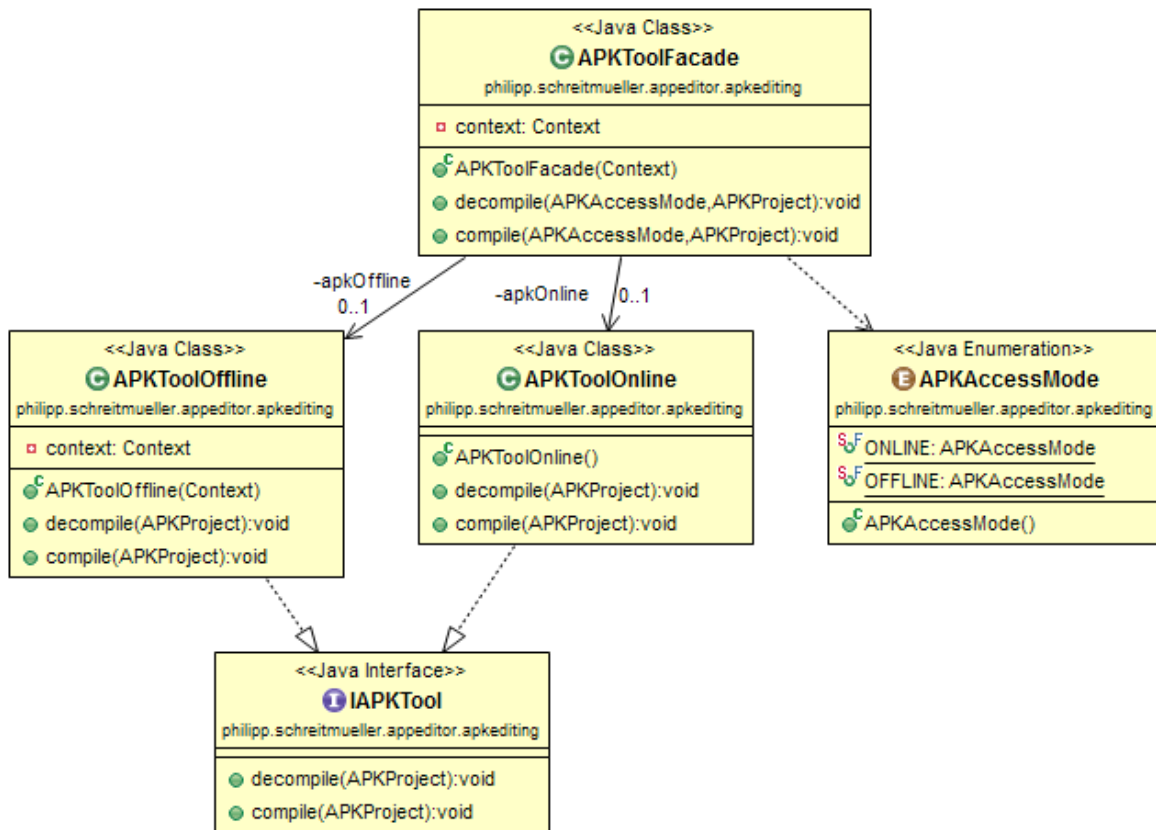 <<Java Class>>
APKToolFacade
philipp.schreitmueller.appeditor.apkediting
context: Context
APKToolFacade(Context)
decompile(APKAccessMode,APKProject):void
compile(APKAccessMode,APKProject):void
-apkOffline
0..1
-apkOnline
0..1
<<Java Class>>
APKToolOffline
philipp.schreitmueller.appeditor.apkediting
context: Context
APKToolOffline(Context)
decompile(APKProject):void
compile(APKProject):void
<<Java Class>>
APKToolOnline
philipp.schreitmueller.appeditor.apkediting
APKToolOnline()
decompile(APKProject):void
compile(APKProject):void
<<Java Enumeration>>
APKAccessMode
philipp.schreitmueller.appeditor.apkediting
ONLINE: APKAccessMode
OFFLINE: APKAccessMode
APKAccessMode()
<<Java Interface>>
IAPKTool
philipp.schreitmueller.appeditor.apkediting
decompile(APKProject):void
compile(APKProject):void